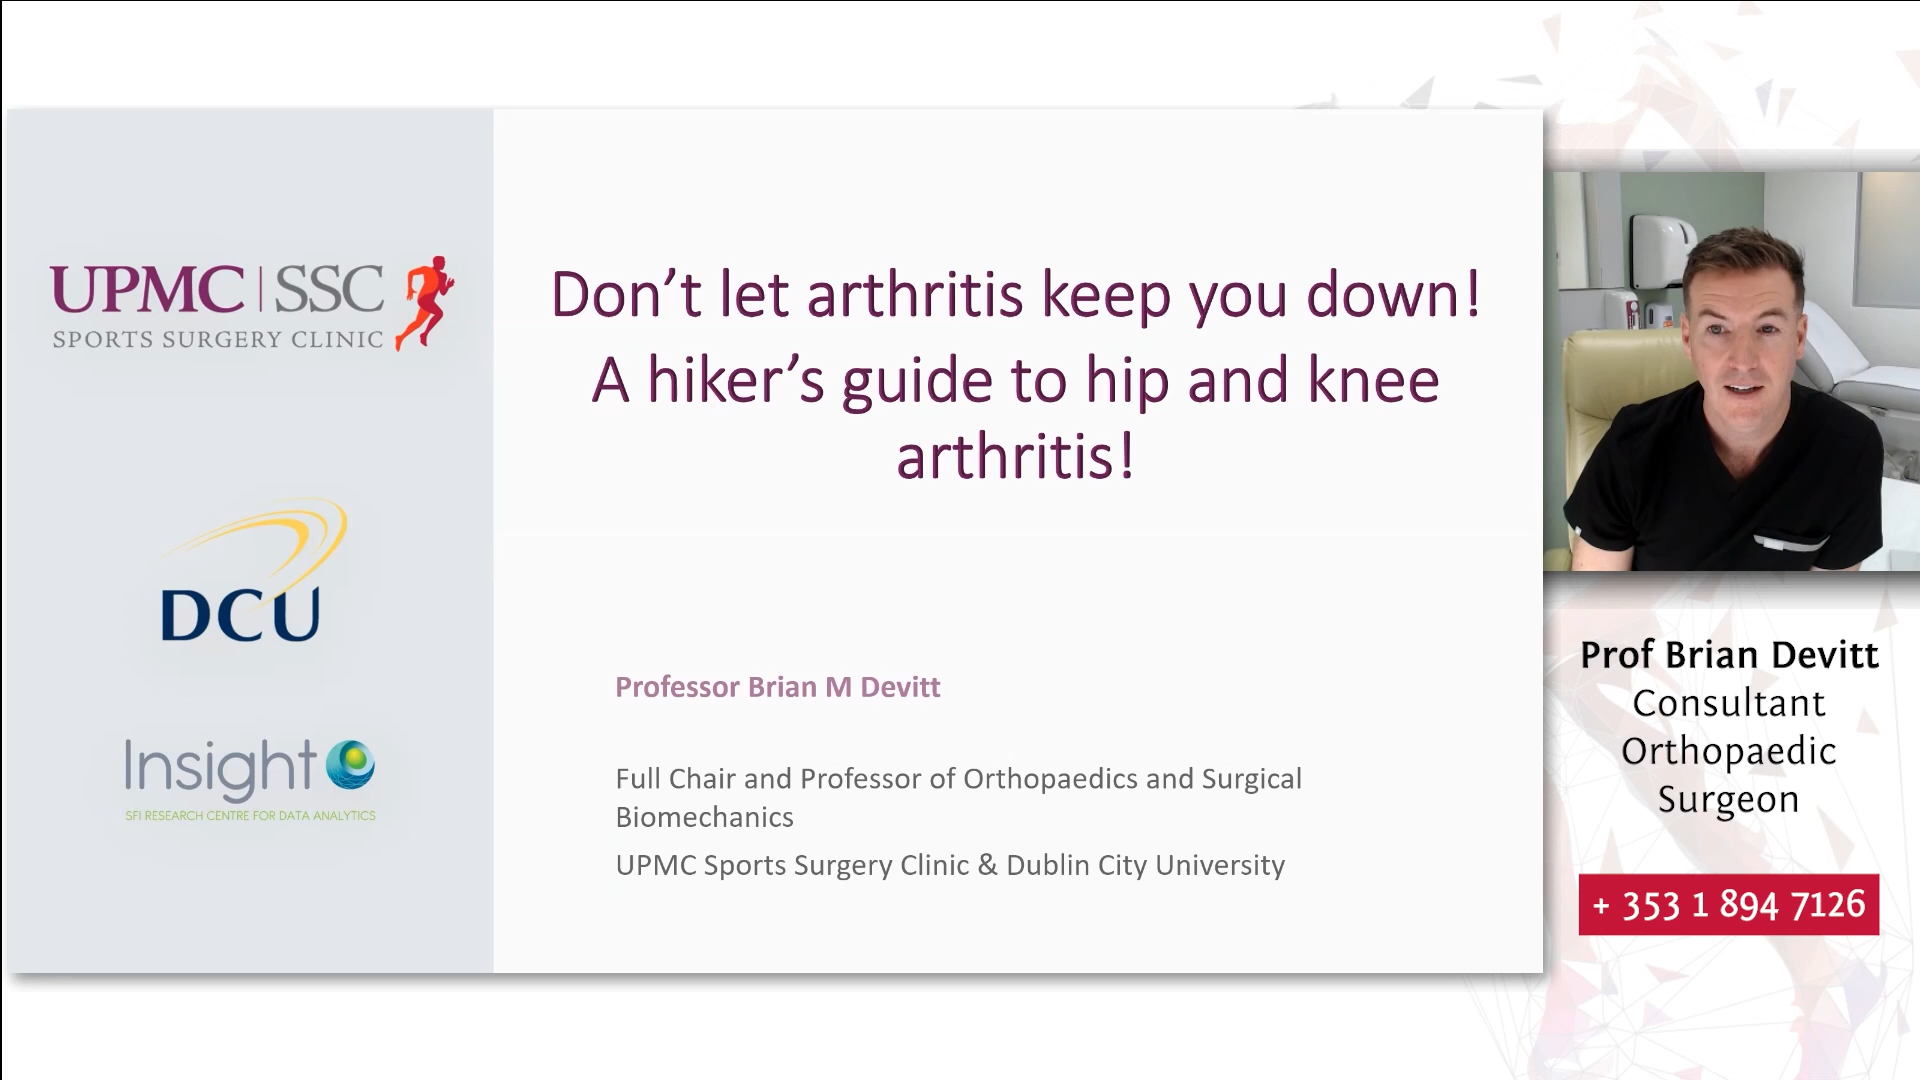 UPMC | SSC
SPORTS SURGERY CLINIC
DCU
Insight
SFI RESEARCH CENTRE FOR DATA ANALYTICS
Don’t let arthritis keep you down!
A hiker’s guide to hip and knee
arthritis!
Professor Brian M Devitt
Full Chair and Professor of Orthopaedics and Surgical
Biomechanics
UPMC Sports Surgery Clinic & Dublin City University
Prof Brian Devitt
Consultant
Orthopaedic
Surgeon
+ 353 1 894 7126